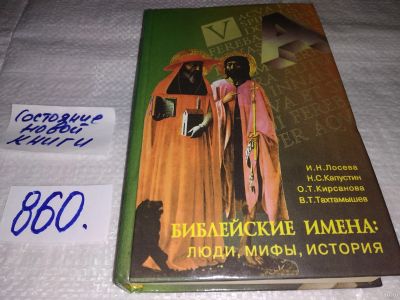 Состояние
новой
книги
860.
V
И.Н.Лосева
Н.С.Капустин
О.Т.Кирсанова
В.Т.Тахтамышев
БИБЛЕЙСКИЕ ИМЕНА:
ЛЮДИ, МИФЫ, ИСТОРИЯ